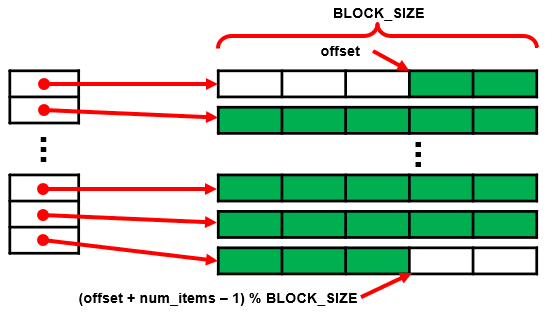 BLOCK_SIZE
offset
(offset + num_items – 1) % BLOCK_SIZE